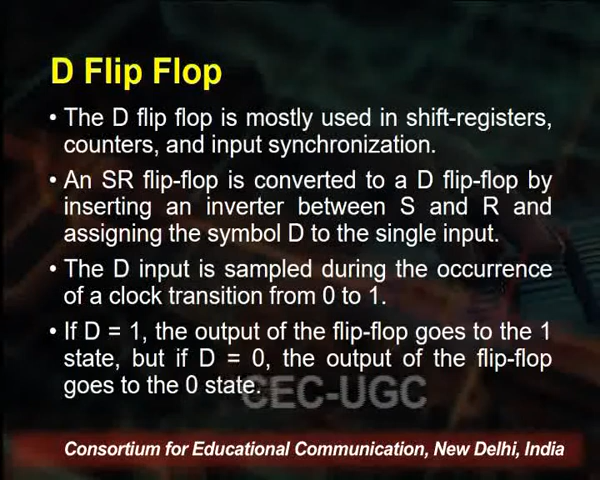 D Flip Flop
• The D flip flop is mostly used in shift-registers,
counters, and input synchronization.
• An SR flip-flop is converted to a D flip-flop by
inserting an inverter between S and R and
assigning the symbol D to the single input.
• The D input is sampled during the occurrence
of a clock transition from 0 to 1.
• If D = 1, the output of the flip-flop goes to the 1
state, but if D = 0, the output of the flip-flop
goes to the 0 state.
CEC-UGC
Consortium for Educational Communication, New Delhi, India